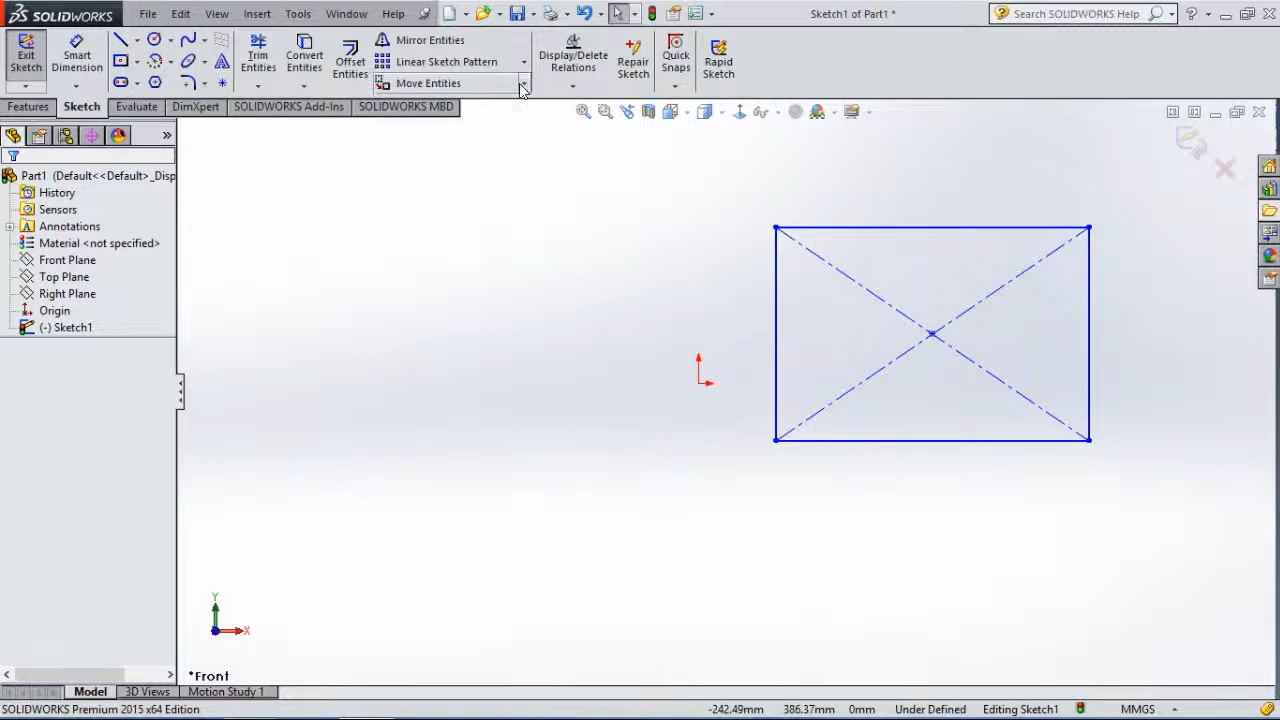 SOLIDWORKS
File Edit View Insert Tools Window Help
Sketch1 of Part1 *
Search SOLIDWORKS Help
Exit Sketch
Smart Dimension
Trim Entities
Convert Entities
Offset Entities
Mirror Entities
Linear Sketch Pattern
Move Entities
Display/Delete Relations
Repair Sketch
Quick Snaps
Rapid Sketch
Features Sketch Evaluate DimXpert SOLIDWORKS Add-Ins SOLIDWORKS MBD
Part1 (Default<<Default>_Disp
History
Sensors
Annotations
Material <not specified>
Front Plane
Top Plane
Right Plane
Origin
(-) Sketch1
Y
X
*Front
Model 3D Views Motion Study 1
SOLIDWORKS Premium 2015 x64 Edition
-242.49mm 386.37mm 0mm Under Defined Editing Sketch1 MMGS